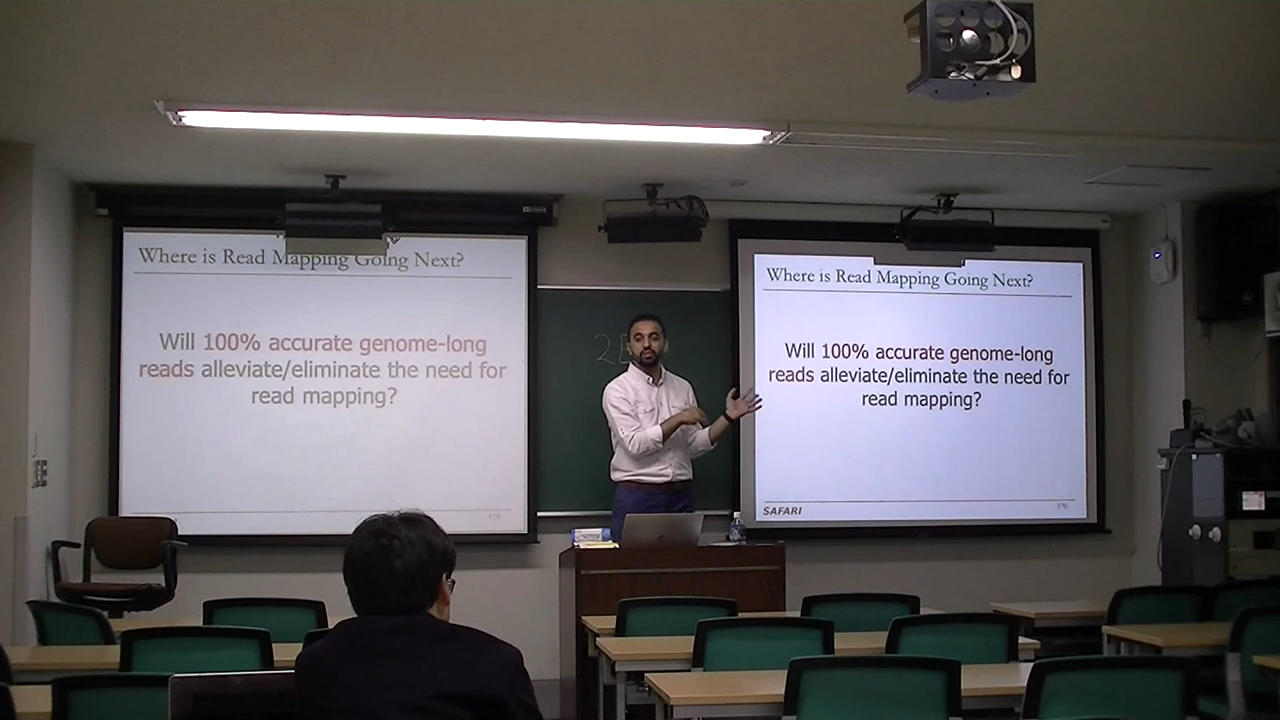 Where is Read Mapping Going Next?
Will 100% accurate genome-long
reads alleviate/eliminate the need for
read mapping?
Where is Read Mapping Going Next?
Will 100% accurate genome-long
reads alleviate/eliminate the need for
read mapping?
SAFARI
170